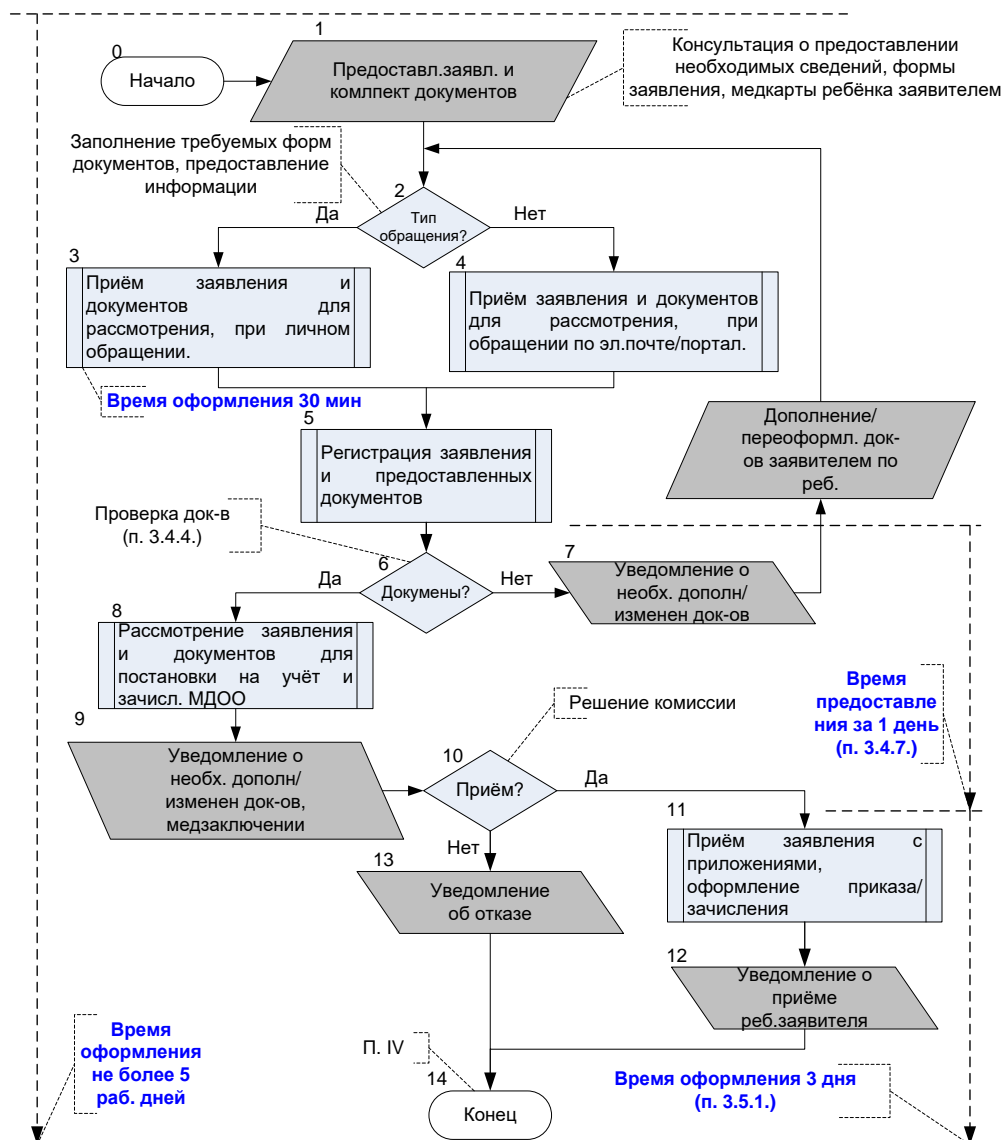 0
Начало
1
Предоставл.заявл. и
комлпект документов
Консультация о предоставлении
необходимых сведений, формы
заявления, медкарты ребёнка заявителем
Заполнение требуемых форм
документов, предоставление
информации
2
Тип
обращения?
Да
Нет
3
Приём заявления и
документов для
рассмотрения, при личном
обращении.
4
Приём заявления и документов
для рассмотрения, при
обращении по эл.почте/портал.
Время оформления 30 мин
5
Регистрация заявления
и предоставленных
документов
Дополнение/
переоформл. док-
ов заявителем по
реб.
Проверка док-в
(п. 3.4.4.)
6
Докумены?
Да
Нет
7
Уведомление о
необх. дополн/
изменен док-ов
8
Рассмотрение заявления
и документов для
постановки на учёт и
зачисл. МДОО
9
Уведомление о
необх. дополн/
изменен док-ов,
медзаключении
Решение комиссии
10
Приём?
Да
Нет
Время
предоставле
ния за 1 день
(п. 3.4.7.)
11
Приём заявления с
приложениями,
оформление приказа/
зачисления
13
Уведомление
об отказе
12
Уведомление о
приёме
реб.заявителя
Время
оформления
не более 5
раб. дней
П. IV
14
Конец
Время оформления 3 дня
(п. 3.5.1.)